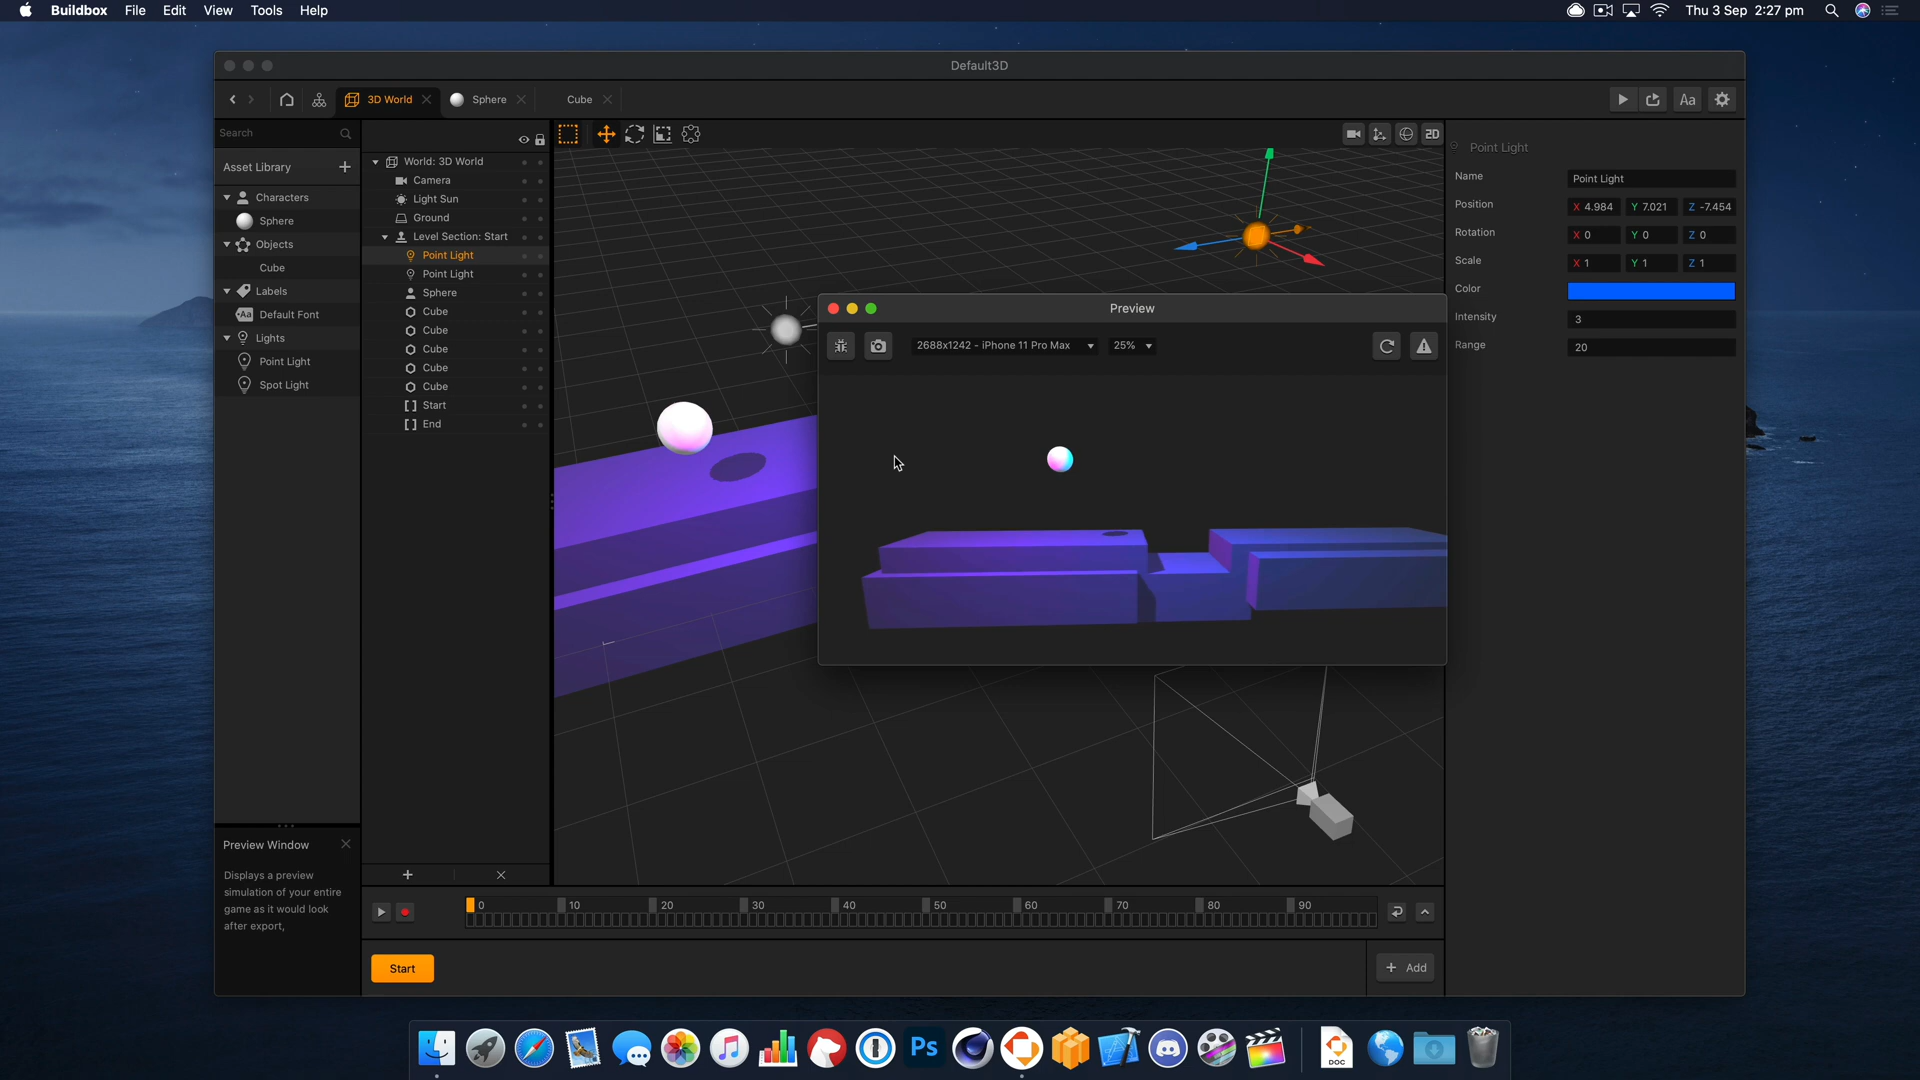 Buildbox File Edit View Tools Help
Thu 3 Sep 2:27 pm
Default3D
3D World Sphere Cube
Aa
Search
2D
Asset Library
Characters
Sphere
Objects
Cube
Labels
Aa Default Font
Lights
Point Light
Spot Light
World: 3D World
Camera
Light Sun
Ground
Level Section: Start
Point Light
Point Light
Sphere
Cube
Cube
Cube
Cube
Cube
Start
End
Preview
2688x1242 - iPhone 11 Pro Max 25%
Point Light
Name Point Light
Position X 4.984 Y 7.021 Z -7.454
Rotation X 0 Y 0 Z 0
Scale X 1 Y 1 Z 1
Color
Intensity 3
Range 20
Preview Window
Displays a preview
simulation of your entire
game as it would look
after export,
0 10 20 30 40 50 60 70 80 90
Start
Add
Ps
DOC